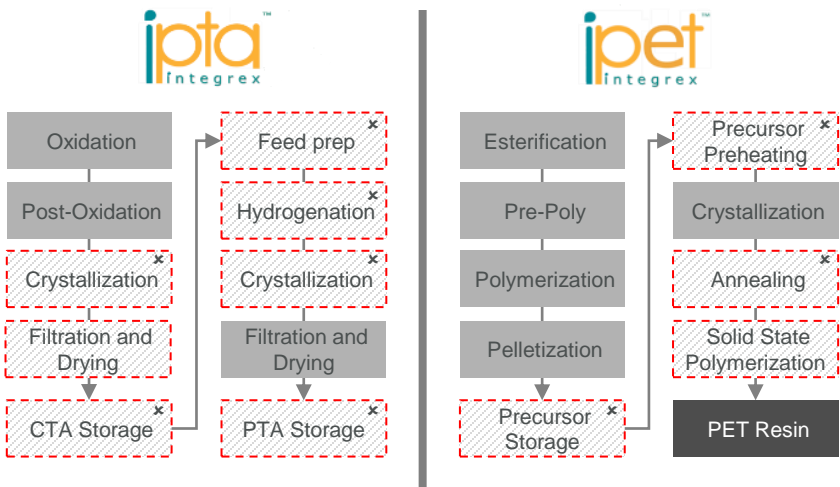 ipta™
integrex
Oxidation
Post-Oxidation
Crystallization
Filtration and
Drying
CTA Storage
Feed prep
Hydrogenation
Crystallization
Filtration and
Drying
PTA Storage
ipet™
integrex
Esterification
Pre-Poly
Polymerization
Pelletization
Precursor
Storage
Precursor
Preheating
Crystallization
Annealing
Solid State
Polymerization
PET Resin